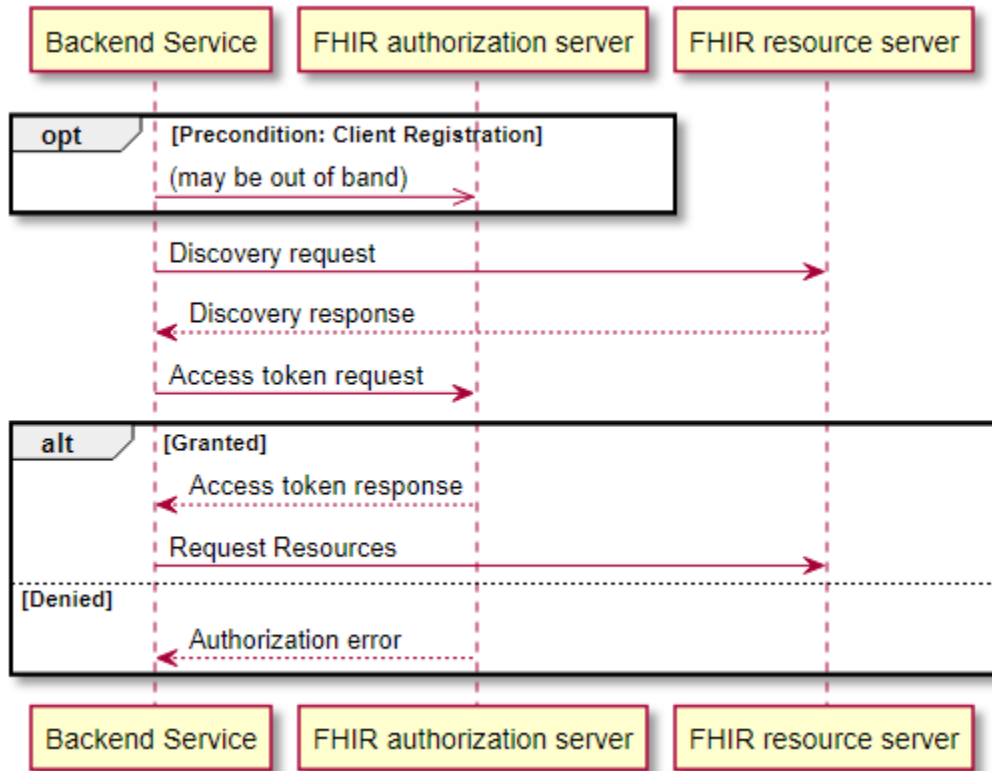 Backend Service
FHIR authorization server
FHIR resource server
opt
[Precondition: Client Registration]
(may be out of band)
Discovery request
Discovery response
Access token request
alt
[Granted]
Access token response
Request Resources
[Denied]
Authorization error
Backend Service
FHIR authorization server
FHIR resource server